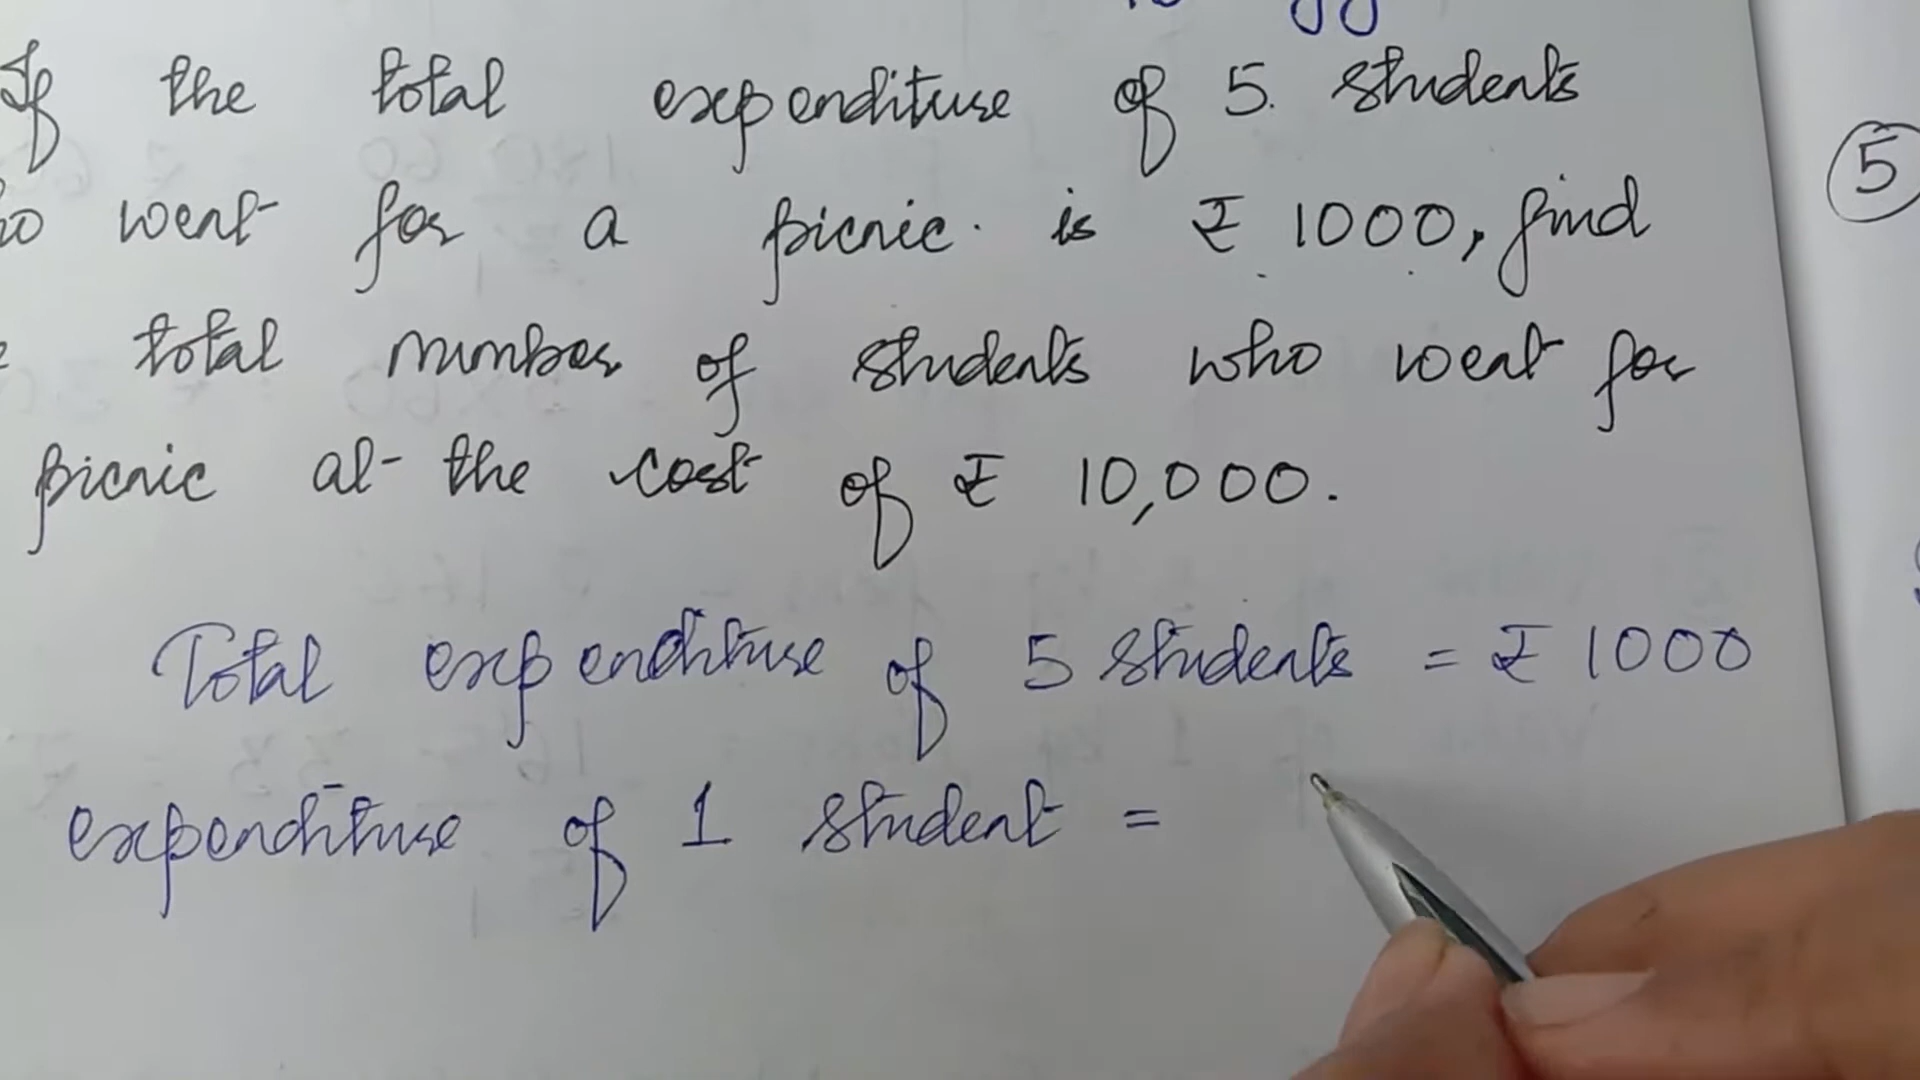 If the total expenditure of 5 students
who went for a picnic is ₹ 1000, find
total number of students who went for
picnic at the cost of ₹ 10,000.
Total expenditure of 5 students = ₹ 1000
expenditure of 1 student =
5